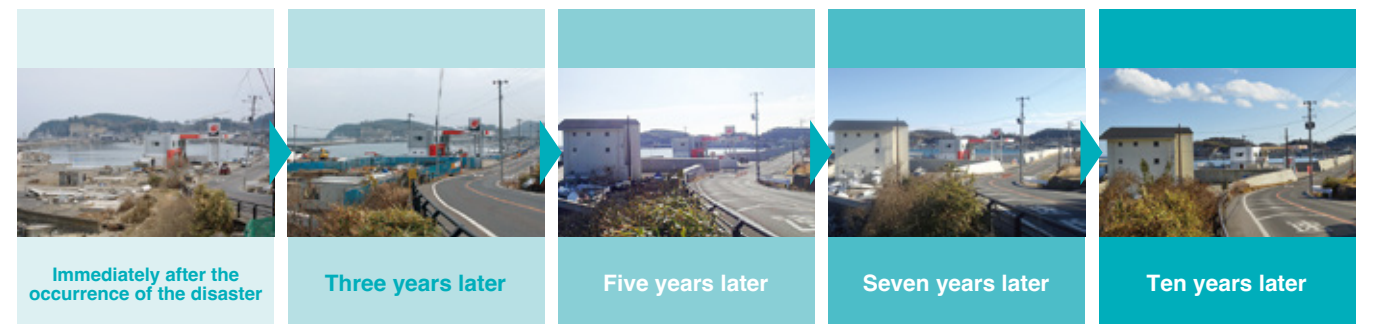 Immediately after the
occurrence of the disaster
Three years later
Five years later
Seven years later
Ten years later